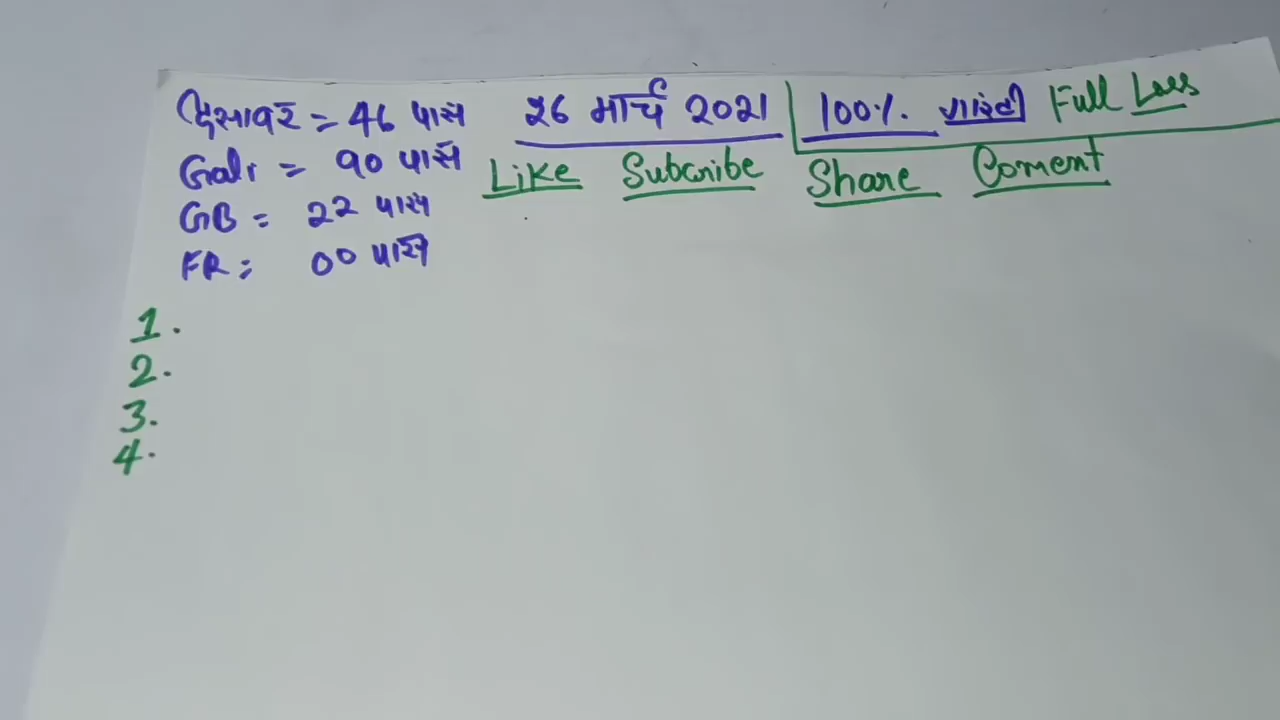 दिसावर = 46 पास
Gali = 90 पास
GB = 22 पास
FR = 00 पास
26 मार्च 2021
100% गारंटी Full Loss
Like Subcribe Share Coment
1.
2.
3.
4.